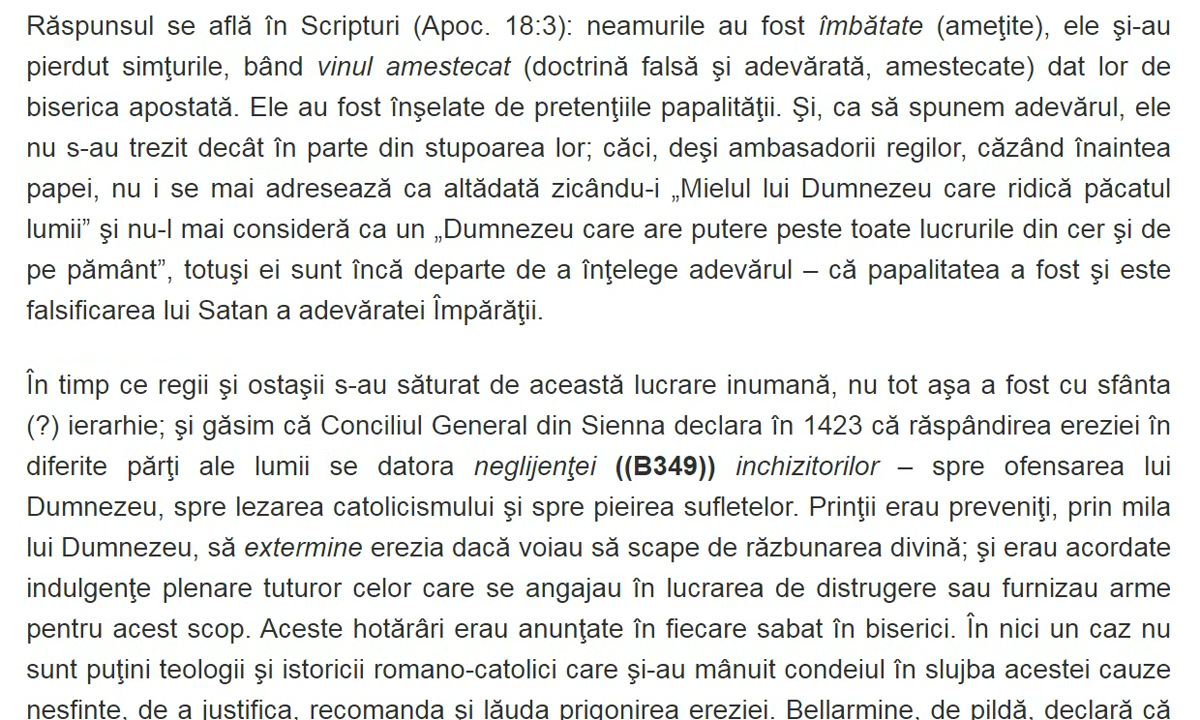 Răspunsul se află în Scripturi (Apoc. 18:3): neamurile au fost îmbătate (ameţite), ele şi-au
pierdut simţurile, bând vinul amestecat (doctrină falsă şi adevărată, amestecate) dat lor de
biserica apostată. Ele au fost înşelate de pretenţiile papalităţii. Şi, ca să spunem adevărul, ele
nu s-au trezit decât în parte din stupoarea lor; căci, deşi ambasadorii regilor, căzând înaintea
papei, nu i se mai adresează ca altădată zicându-i „Mielul lui Dumnezeu care ridică păcatul
lumii” şi nu-l mai consideră ca un „Dumnezeu care are putere peste toate lucrurile din cer şi de
pe pământ”, totuşi ei sunt încă departe de a înţelege adevărul – că papalitatea a fost şi este
falsificarea lui Satan a adevăratei Împărăţii.
În timp ce regii şi ostaşii s-au săturat de această lucrare inumană, nu tot aşa a fost cu sfânta
(?) ierarhie; şi găsim că Conciliul General din Sienna declara în 1423 că răspândirea ereziei în
diferite părţi ale lumii se datora neglijenţei ((B349)) inchizitorilor – spre ofensarea lui
Dumnezeu, spre lezarea catolicismului şi spre pieirea sufletelor. Prinţii erau preveniţi, prin mila
lui Dumnezeu, să extermine erezia dacă voiau să scape de răzbunarea divină; şi erau acordate
indulgenţe plenare tuturor celor care se angajau în lucrarea de distrugere sau furnizau arme
pentru acest scop. Aceste hotărâri erau anunţate în fiecare sabat în biserici. În nici un caz nu
sunt puţini teologii şi istoricii romano-catolici care şi-au mânuit condeiul în slujba acestei cauze
nesfinte, de a justifica, recomanda şi lăuda prigonirea ereziei. Bellarmine, de pildă, declară că